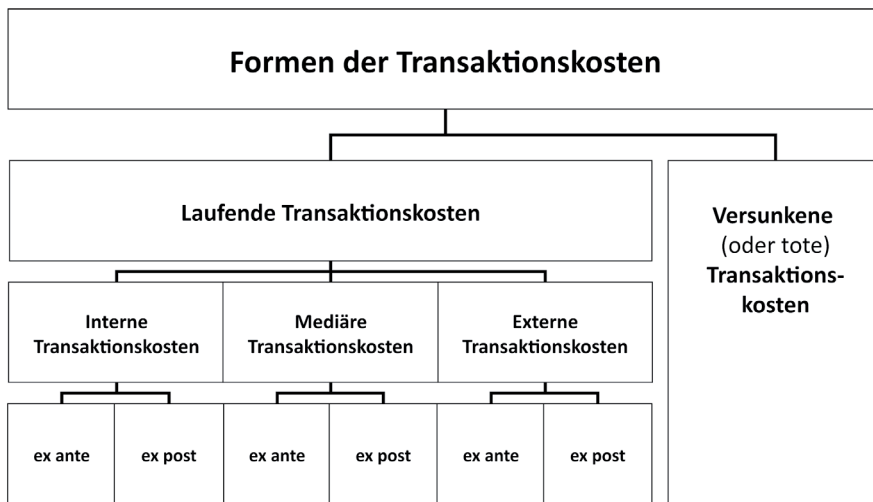 Formen der Transaktionskosten
Laufende Transaktionskosten
Versunkene
(oder tote)
Transaktions-
kosten
Interne
Transaktionskosten
Mediäre
Transaktionskosten
Externe
Transaktionskosten
ex ante
ex post
ex ante
ex post
ex ante
ex post